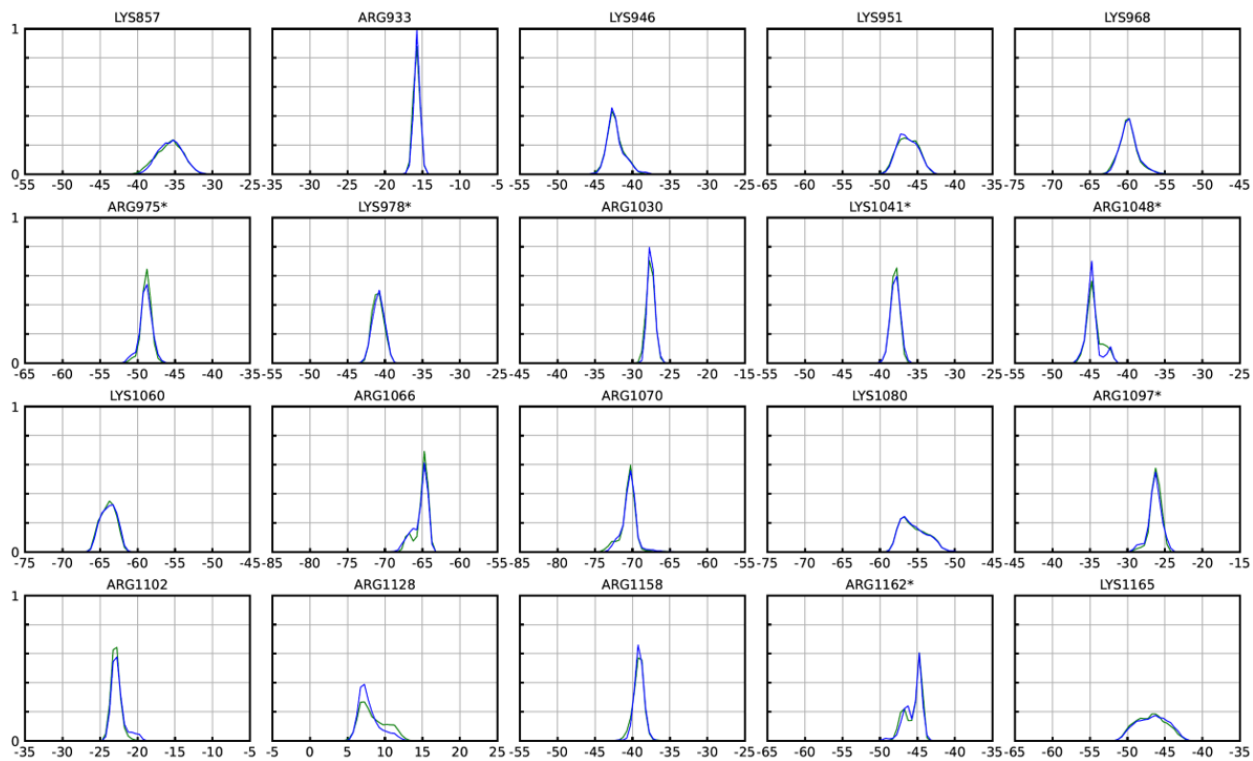 LYS857 ARG933 LYS946 LYS951 LYS968
1
0
-55 -50 -45 -40 -35 -30 -25 -35 -30 -25 -20 -15 -10 -5 -55 -50 -45 -40 -35 -30 -25 -65 -60 -55 -50 -45 -40 -35 -75 -70 -65 -60 -55 -50 -45
ARG975* LYS978* ARG1030 LYS1041* ARG1048*
1
0
-65 -60 -55 -50 -45 -40 -35 -55 -50 -45 -40 -35 -30 -25 -45 -40 -35 -30 -25 -20 -15 -55 -50 -45 -40 -35 -30 -25 -55 -50 -45 -40 -35 -30 -25
LYS1060 ARG1066 ARG1070 LYS1080 ARG1097*
1
0
-75 -70 -65 -60 -55 -50 -45 -85 -80 -75 -70 -65 -60 -55 -85 -80 -75 -70 -65 -60 -55 -65 -60 -55 -50 -45 -40 -35 -45 -40 -35 -30 -25 -20 -15
ARG1102 ARG1128 ARG1158 ARG1162* LYS1165
1
0
-35 -30 -25 -20 -15 -10 -5 0 5 10 15 20 25 -55 -50 -45 -40 -35 -30 -25 -65 -60 -55 -50 -45 -40 -35 -65 -60 -55 -50 -45 -40 -35